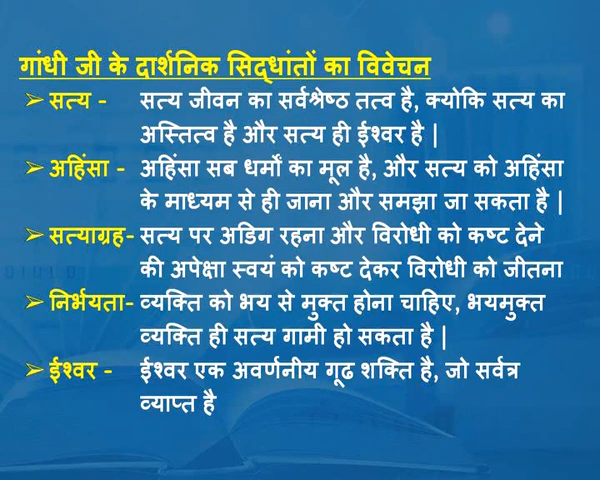 गांधी जी के दार्शनिक सिद्धांतों का विवेचन
➢ सत्य - सत्य जीवन का सर्वश्रेष्ठ तत्व है, क्योकि सत्य का
अस्तित्व है और सत्य ही ईश्वर है |
➢ अहिंसा - अहिंसा सब धर्मों का मूल है, और सत्य को अहिंसा
के माध्यम से ही जाना और समझा जा सकता है |
➢ सत्याग्रह- सत्य पर अडिग रहना और विरोधी को कष्ट देने
की अपेक्षा स्वयं को कष्ट देकर विरोधी को जीतना
➢ निर्भयता- व्यक्ति को भय से मुक्त होना चाहिए, भयमुक्त
व्यक्ति ही सत्य गामी हो सकता है |
➢ ईश्वर - ईश्वर एक अवर्णनीय गूढ शक्ति है, जो सर्वत्र
व्याप्त है